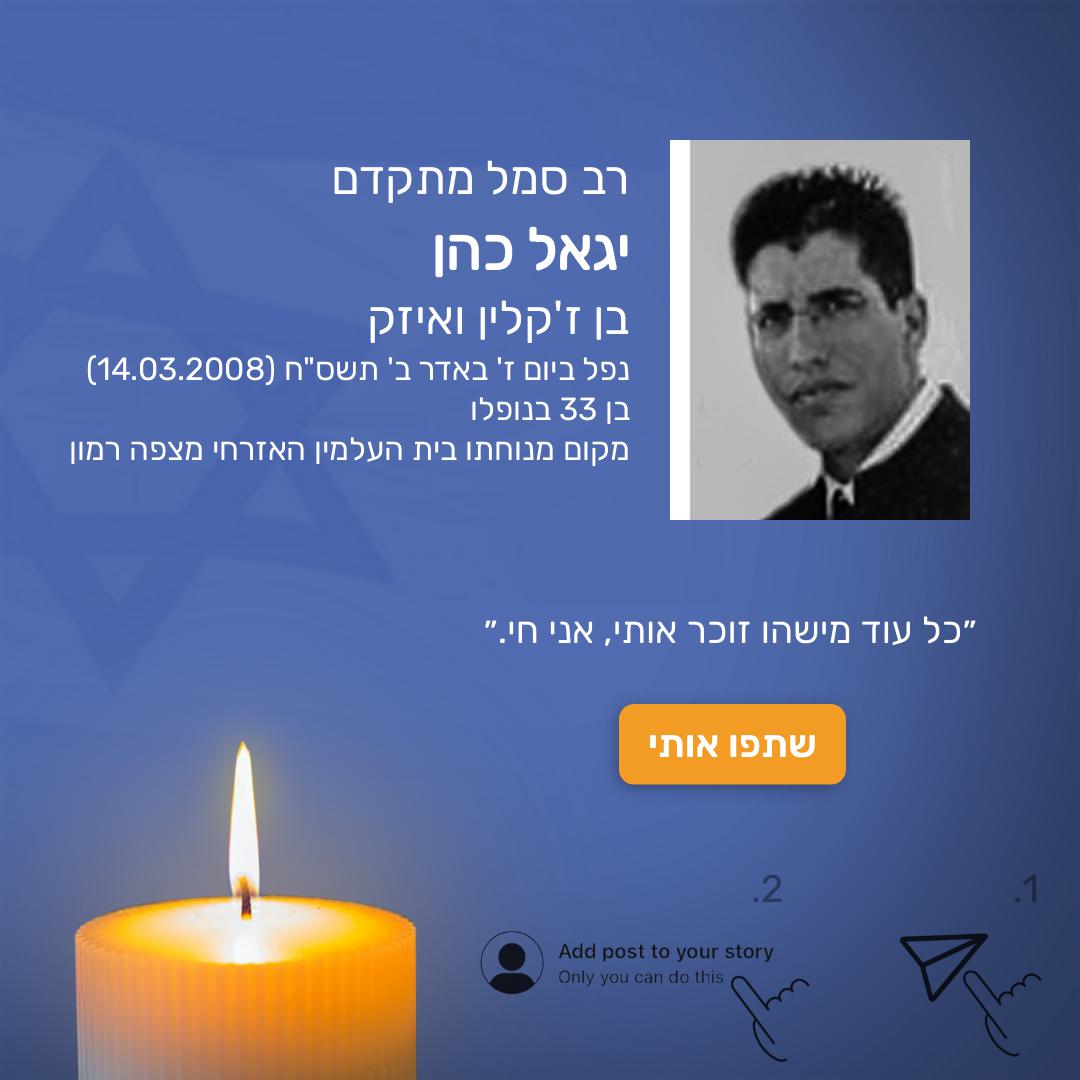 רב סמל מתקדם
יגאל כהן
בן ז'קלין ואיזק
נפל ביום ז' באדר ב' תשס"ח (14.03.2008)
בן 33 בנופלו
מקום מנוחתו בית העלמין האזרחי מצפה רמון
״כל עוד מישהו זוכר אותי, אני חי.״
שתפו אותי
.1
.2
Add post to your story
Only you can do this